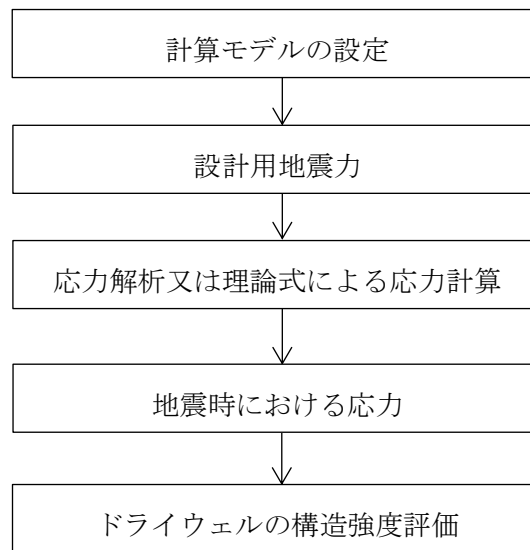 計算モデルの設定
設計用地震力
応力解析又は理論式による応力計算
地震時における応力
ドライウェルの構造強度評価